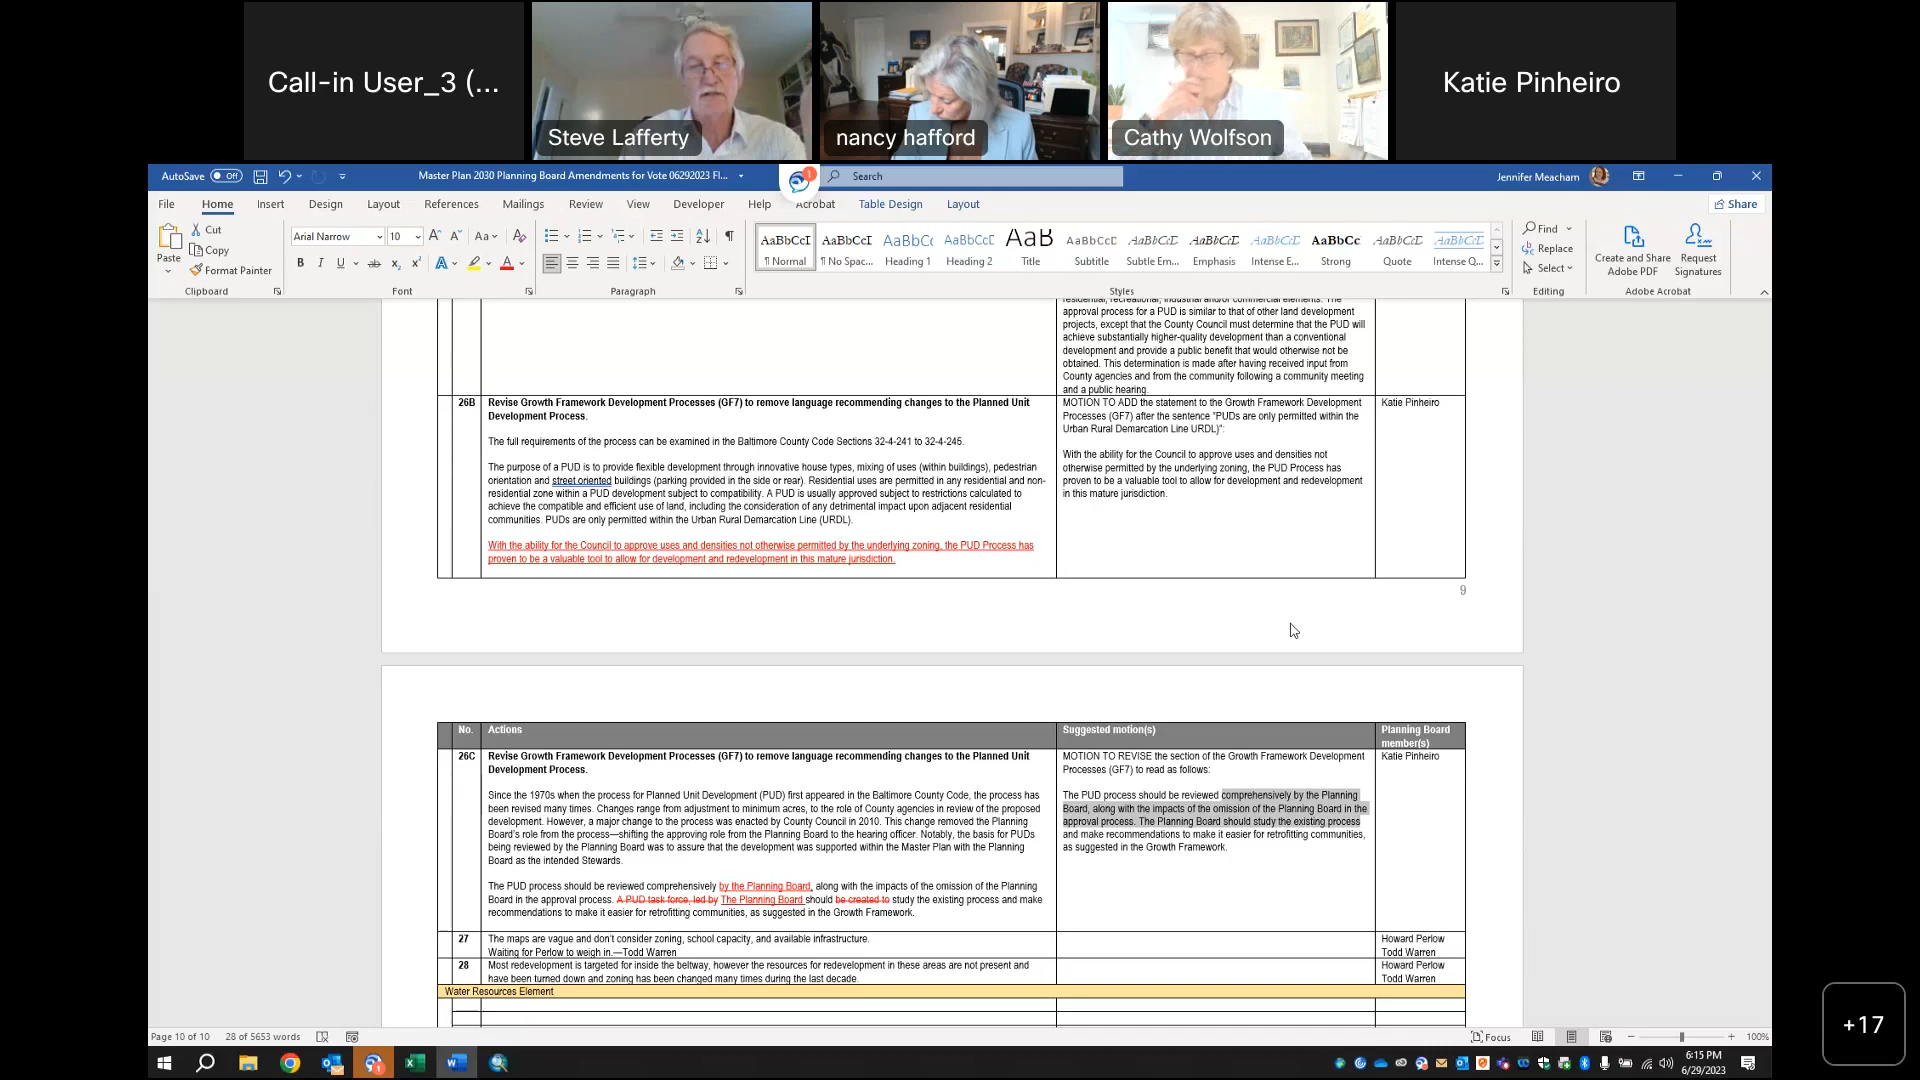 Call-in User_3 (...
Steve Lafferty
nancy hafford
Cathy Wolfson
Katie Pinheiro
AutoSave Off
Master Plan 2030 Planning Board Amendments for Vote 06292023 Fl...
1
Search
Jennifer Meacham
File Home Insert Design Layout References Mailings Review View Developer Help Acrobat Table Design Layout
Share
Paste
Cut
Copy
Format Painter
Clipboard
Arial Narrow 10
Font
Paragraph
AaBbCcI AaBbCcI AaBbCc AaBbCcI AaB AaBbCcI AaBbCcI AaBbCcI AaBbCcI AaBbCc AaBbCcI AaBbCcI
¶ Normal ¶ No Spac... Heading 1 Heading 2 Title Subtitle Subtle Em... Emphasis Intense E... Strong Quote Intense Q...
Styles
Find
Replace
Select
Editing
Create and Share Adobe PDF
Request Signatures
Adobe Acrobat
residential, recreational, industrial and/or commercial elements. The
approval process for a PUD is similar to that of other land development
projects, except that the County Council must determine that the PUD will
achieve substantially higher-quality development than a conventional
development and provide a public benefit that would otherwise not be
obtained. This determination is made after having received input from
County agencies and from the community following a community meeting
and a public hearing.
26B
Revise Growth Framework Development Processes (GF7) to remove language recommending changes to the Planned Unit
Development Process.
The full requirements of the process can be examined in the Baltimore County Code Sections 32-4-241 to 32-4-245.
The purpose of a PUD is to provide flexible development through innovative house types, mixing of uses (within buildings), pedestrian
orientation and street oriented buildings (parking provided in the side or rear). Residential uses are permitted in any residential and non-
residential zone within a PUD development subject to compatibility. A PUD is usually approved subject to restrictions calculated to
achieve the compatible and efficient use of land, including the consideration of any detrimental impact upon adjacent residential
communities. PUDs are only permitted within the Urban Rural Demarcation Line (URDL).
With the ability for the Council to approve uses and densities not otherwise permitted by the underlying zoning, the PUD Process has
proven to be a valuable tool to allow for development and redevelopment in this mature jurisdiction.
MOTION TO ADD the statement to the Growth Framework Development
Processes (GF7) after the sentence "PUDs are only permitted within the
Urban Rural Demarcation Line URDL)":
With the ability for the Council to approve uses and densities not
otherwise permitted by the underlying zoning, the PUD Process has
proven to be a valuable tool to allow for development and redevelopment
in this mature jurisdiction.
Katie Pinheiro
9
No. Actions Suggested motion(s) Planning Board
member(s)
26C
Revise Growth Framework Development Processes (GF7) to remove language recommending changes to the Planned Unit
Development Process.
Since the 1970s when the process for Planned Unit Development (PUD) first appeared in the Baltimore County Code, the process has
been revised many times. Changes range from adjustment to minimum acres, to the role of County agencies in review of the proposed
development. However, a major change to the process was enacted by County Council in 2010. This change removed the Planning
Board's role from the process—shifting the approving role from the Planning Board to the hearing officer. Notably, the basis for PUDs
being reviewed by the Planning Board was to assure that the development was supported within the Master Plan with the Planning
Board as the intended Stewards.
The PUD process should be reviewed comprehensively by the Planning Board, along with the impacts of the omission of the Planning
Board in the approval process. A PUD task force, led by The Planning Board should be created to study the existing process and make
recommendations to make it easier for retrofitting communities, as suggested in the Growth Framework.
MOTION TO REVISE the section of the Growth Framework Development
Processes (GF7) to read as follows:
The PUD process should be reviewed comprehensively by the Planning
Board, along with the impacts of the omission of the Planning Board in the
approval process. The Planning Board should study the existing process
and make recommendations to make it easier for retrofitting communities,
as suggested in the Growth Framework.
Katie Pinheiro
27
The maps are vague and don't consider zoning, school capacity, and available infrastructure.
Waiting for Perlow to weigh in.—Todd Warren
Howard Perlow
Todd Warren
28
Most redevelopment is targeted for inside the beltway, however the resources for redevelopment in these areas are not present and
have been turned down and zoning has been changed many times during the last decade.
Howard Perlow
Todd Warren
Water Resources Element
Page 10 of 10 28 of 5653 words
Focus
100%
+17
6:15 PM
6/29/2023